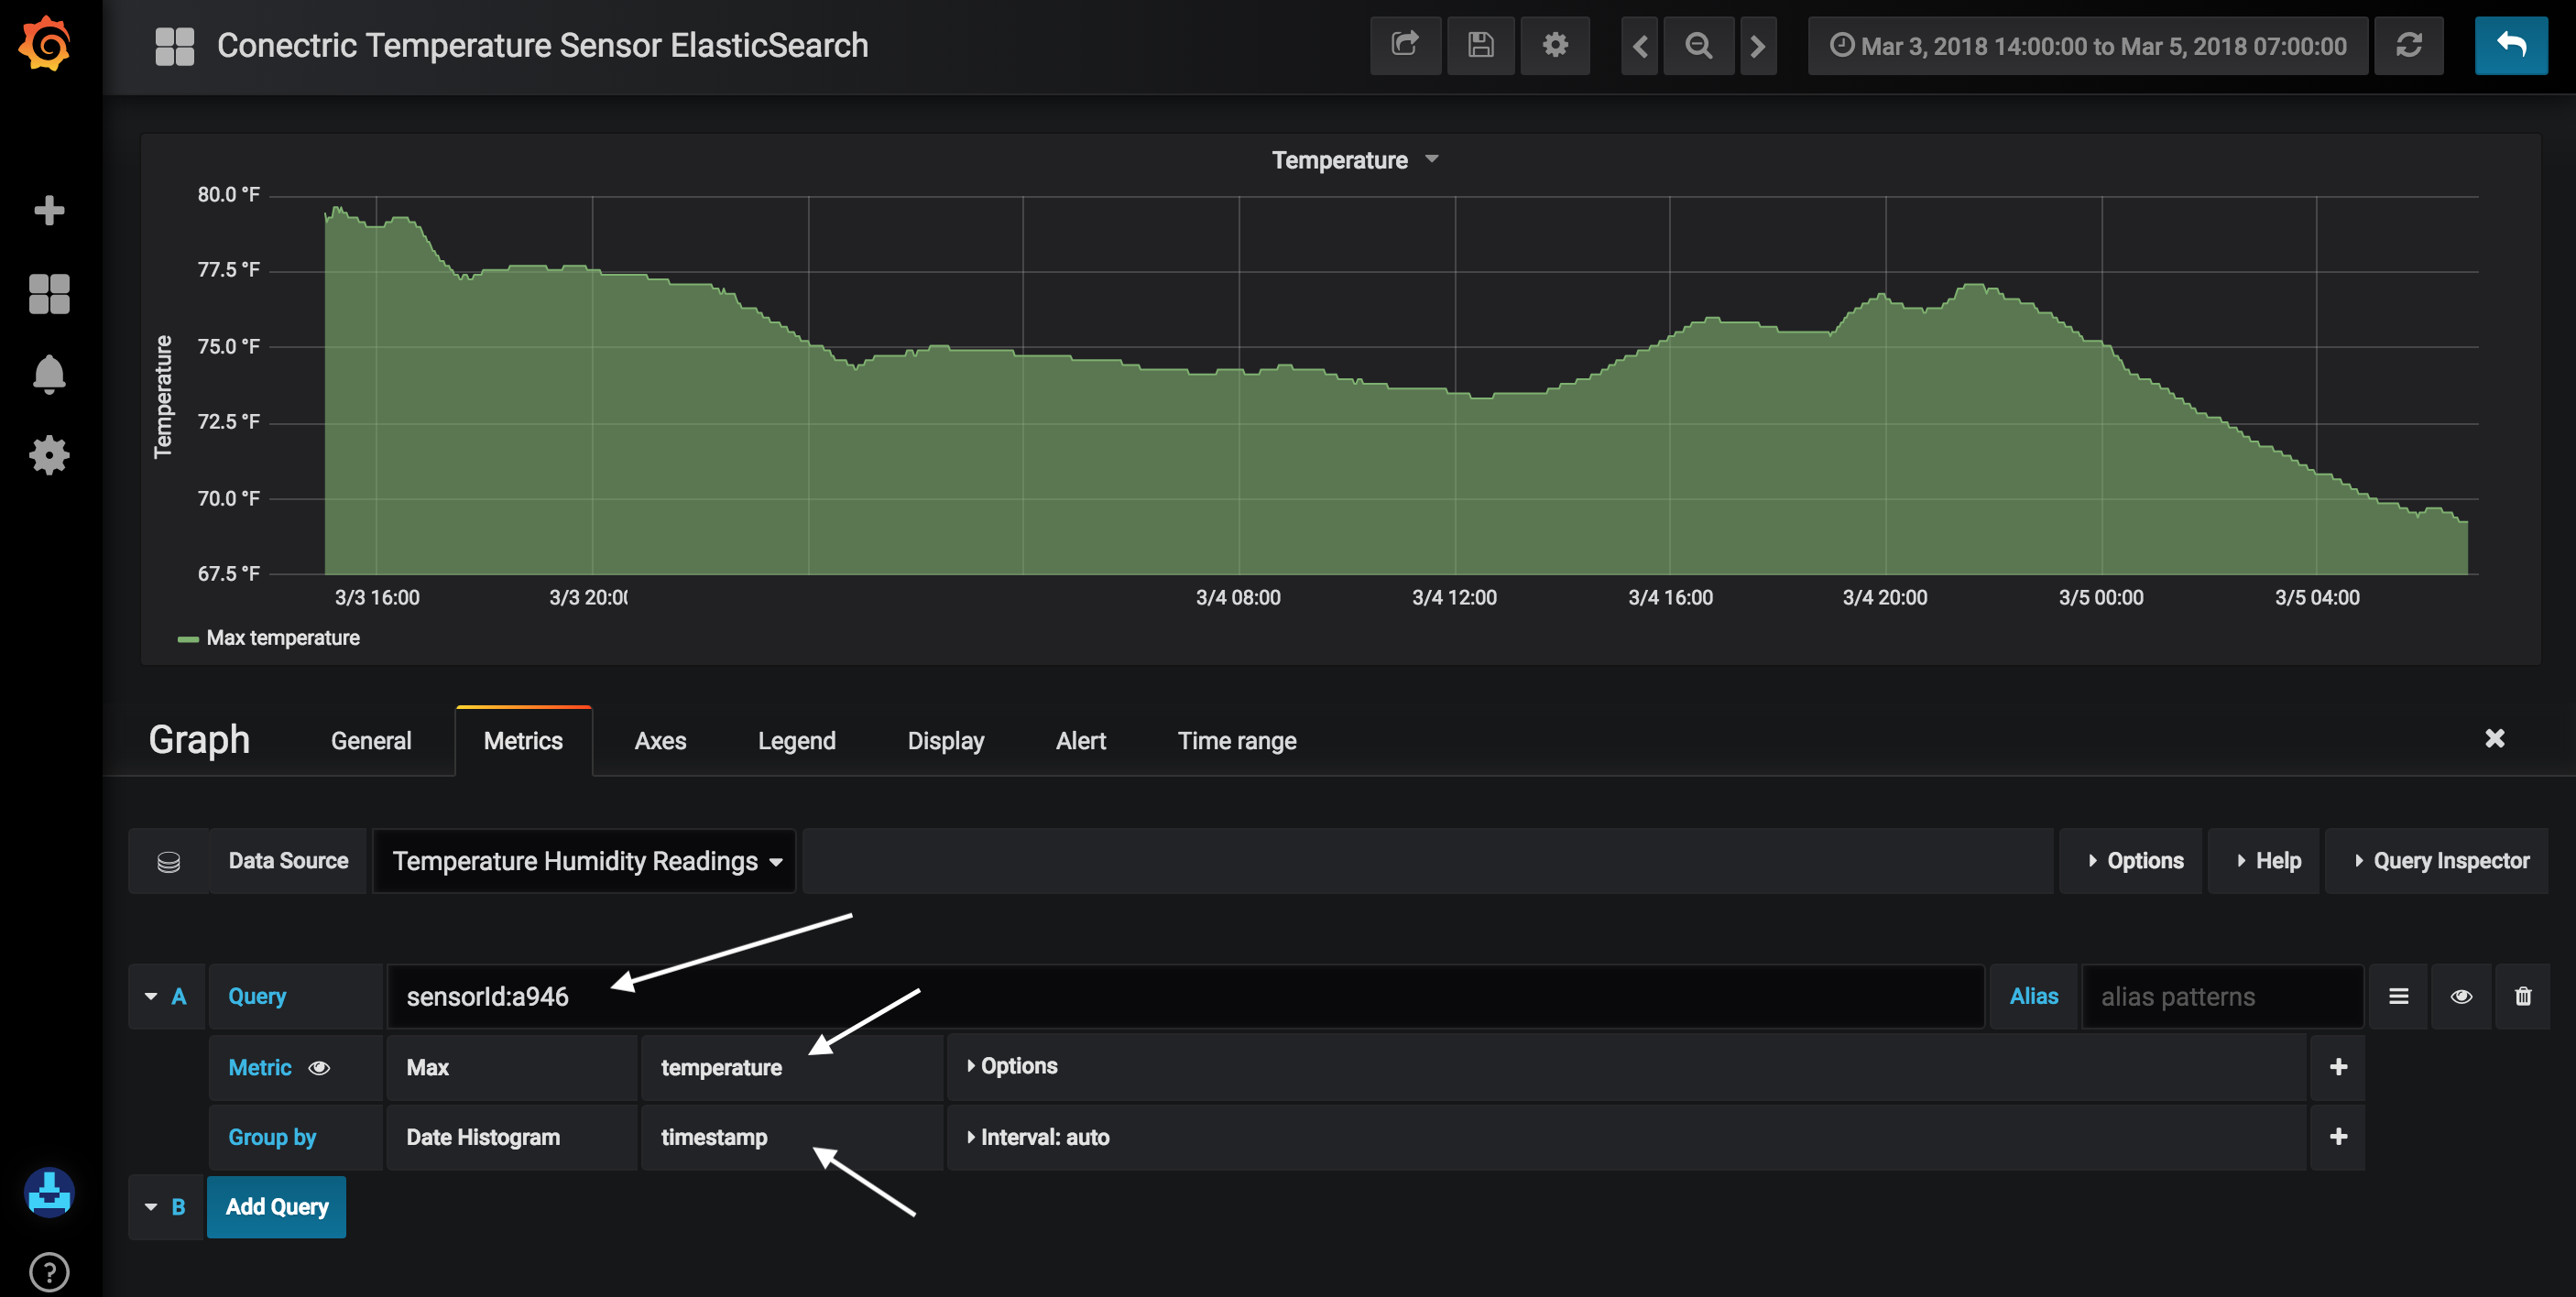 Conectric Temperature Sensor ElasticSearch
Mar 3, 2018 14:00:00 to Mar 5, 2018 07:00:00
Temperature
80.0 °F
77.5 °F
75.0 °F
72.5 °F
70.0 °F
67.5 °F
Temperature
3/3 16:00 3/3 20:00 3/4 08:00 3/4 12:00 3/4 16:00 3/4 20:00 3/5 00:00 3/5 04:00
Max temperature
Graph General Metrics Axes Legend Display Alert Time range
Data Source Temperature Humidity Readings Options Help Query Inspector
A Query sensorId:a946 Alias alias patterns
Metric Max temperature Options
Group by Date Histogram timestamp Interval: auto
B Add Query